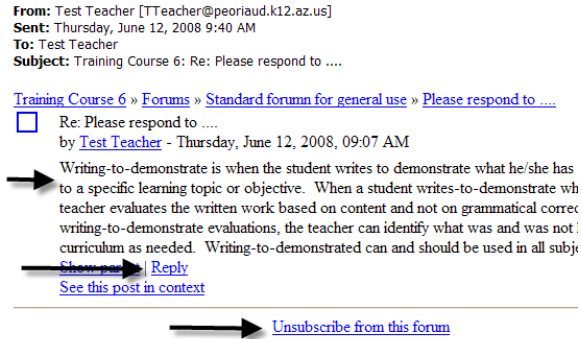 From: Test Teacher [TTeacher@peoriaud.k12.az.us]
Sent: Thursday, June 12, 2008 9:40 AM
To: Test Teacher
Subject: Training Course 6: Re: Please respond to ....
Training Course 6 » Forums » Standard forumn for general use » Please respond to ....
Re: Please respond to ....
by Test Teacher - Thursday, June 12, 2008, 09:07 AM
Writing-to-demonstrate is when the student writes to demonstrate what he/she has
to a specific learning topic or objective. When a student writes-to-demonstrate
teacher evaluates the written work based on content and not on grammatical
writing-to-demonstrate evaluations, the teacher can identify what was and was not
curriculum as needed. Writing-to-demonstrated can and should be used in all
Show parent | Reply
See this post in context
Unsubscribe from this forum